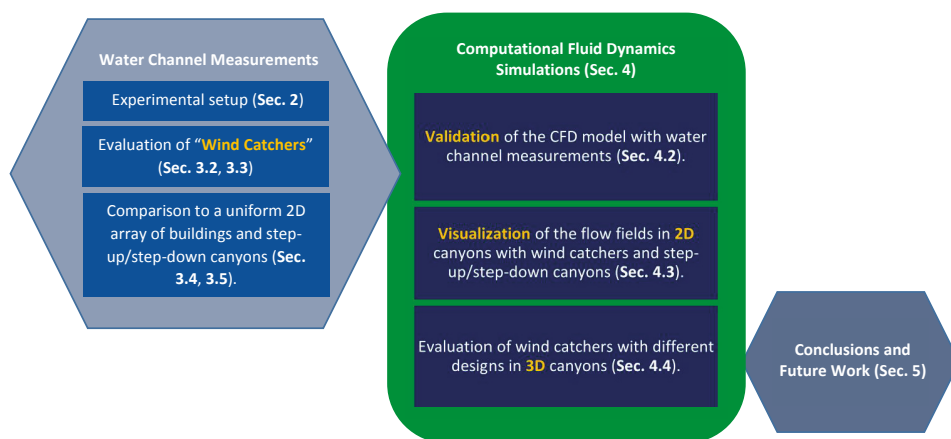 Water Channel Measurements
Experimental setup (Sec. 2)
Evaluation of “Wind Catchers”
(Sec. 3.2, 3.3)
Comparison to a uniform 2D
array of buildings and step-
up/step-down canyons (Sec.
3.4, 3.5).
Computational Fluid Dynamics
Simulations (Sec. 4)
Validation of the CFD model with water
channel measurements (Sec. 4.2).
Visualization of the flow fields in 2D
canyons with wind catchers and step-
up/step-down canyons (Sec. 4.3).
Evaluation of wind catchers with different
designs in 3D canyons (Sec. 4.4).
Conclusions and
Future Work (Sec. 5)